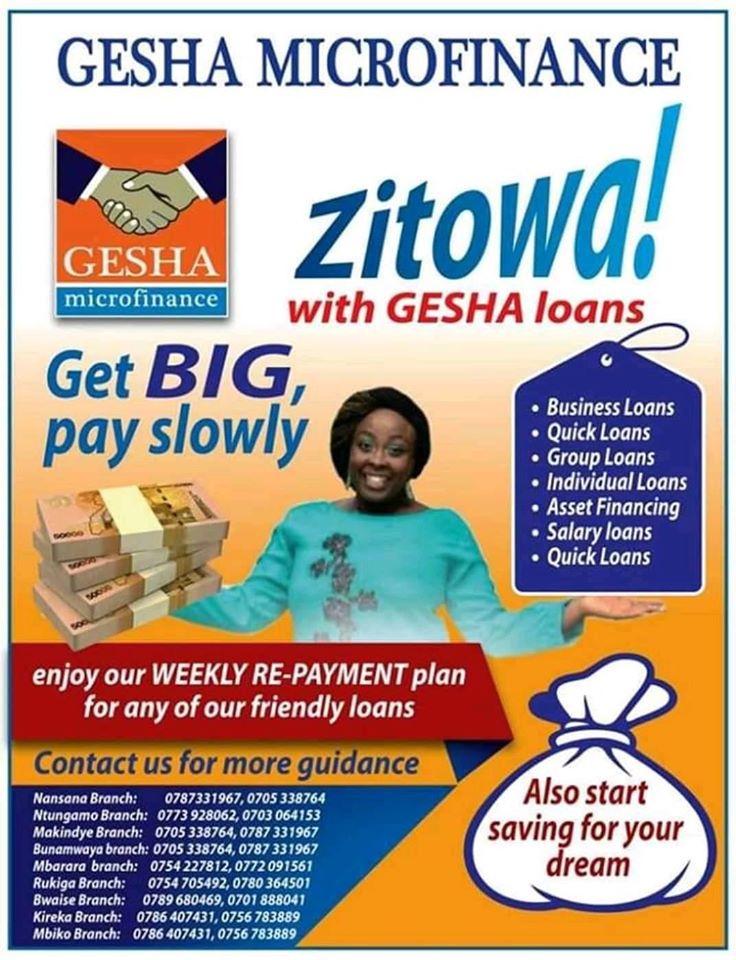 GESHA MICROFINANCE
GESHA
microfinance
Zitowa!
with GESHA loans
Get BIG,
pay slowly
• Business Loans
• Quick Loans
• Group Loans
• Individual Loans
• Asset Financing
• Salary loans
• Quick Loans
50000
50000
5000
500
enjoy our WEEKLY RE-PAYMENT plan
for any of our friendly loans
Contact us for more guidance
Nansana Branch: 0787331967, 0705 338764
Ntungamo Branch: 0773 928062, 0703 064153
Makindye Branch: 0705 338764, 0787 331967
Bunamwaya branch: 0705 338764, 0787 331967
Mbarara branch: 0754 227812, 0772 091561
Rukiga Branch: 0754 705492, 0780 364501
Bwaise Branch: 0789 680469, 0701 888041
Kireka Branch: 0786 407431, 0756 783889
Mbiko Branch: 0786 407431, 0756 783889
Also start
saving for your
dream